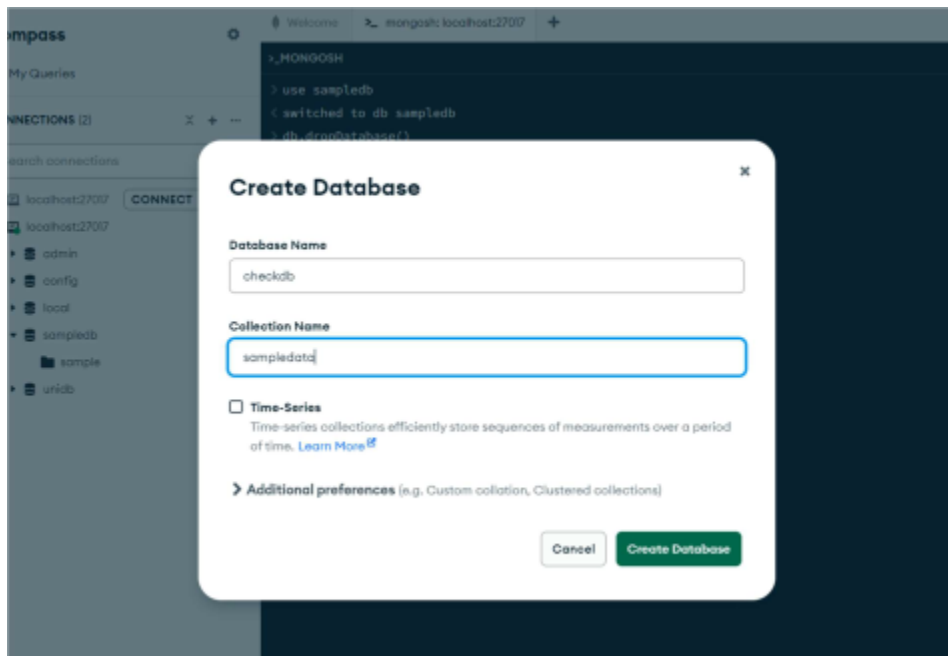 Welcome
>_ mongosh: localhost:27017
+
ompass
>_MONGOSH
My Queries
> use sampledb
< switched to db sampledb
> db.dropDatabase()
NNECTIONS (2)
earch connections
localhost:27017 CONNECT
localhost:27017
admin
config
local
sampledb
sample
unidb
Create Database
Database Name
checkdb
Collection Name
sampledata
Time-Series
Time-series collections efficiently store sequences of measurements over a period
of time. Learn More
Additional preferences (e.g. Custom collation, Clustered collections)
Cancel Create Database